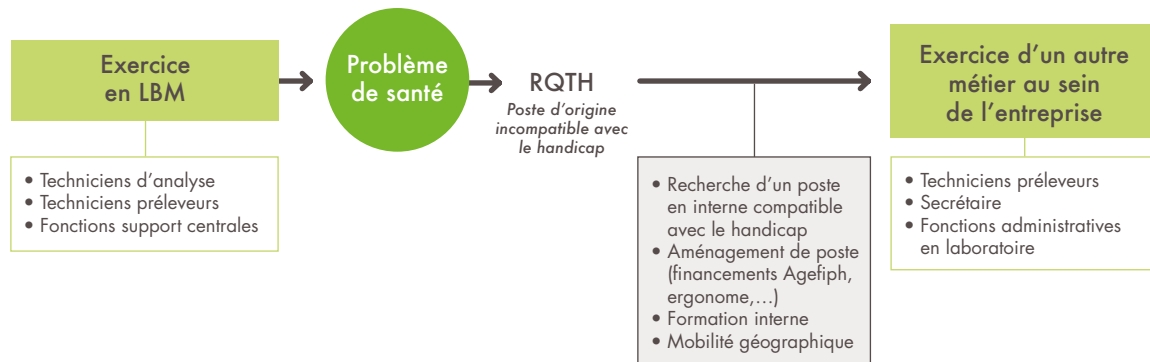 Exercice
en LBM
• Techniciens d'analyse
• Techniciens préleveurs
• Fonctions support centrales
Problème
de santé
RQTH
Poste d'origine
incompatible avec
le handicap
• Recherche d'un poste
en interne compatible
avec le handicap
• Aménagement de poste
(financements Agefiph,
ergonome,...)
• Formation interne
• Mobilité géographique
Exercice d'un autre
métier au sein
de l'entreprise
• Techniciens préleveurs
• Secrétaire
• Fonctions administratives
en laboratoire